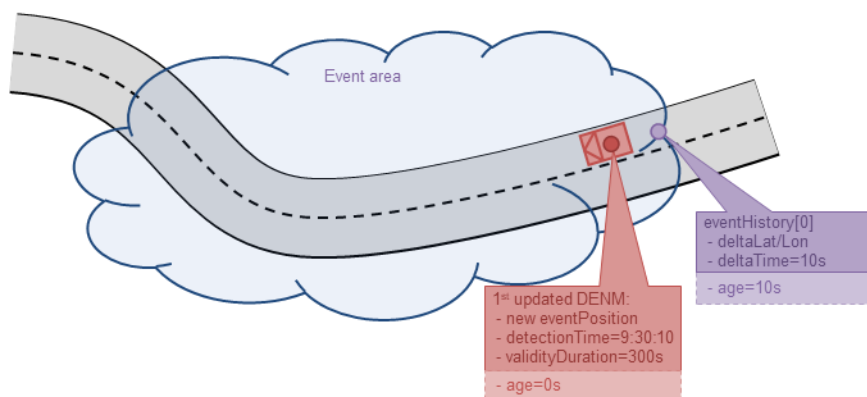 Event area
eventHistory[0]
- deltaLat/Lon
- deltaTime=10s
- age=10s
1st updated DENM:
- new eventPosition
- detectionTime=9:30:10
- validityDuration=300s
- age=0s